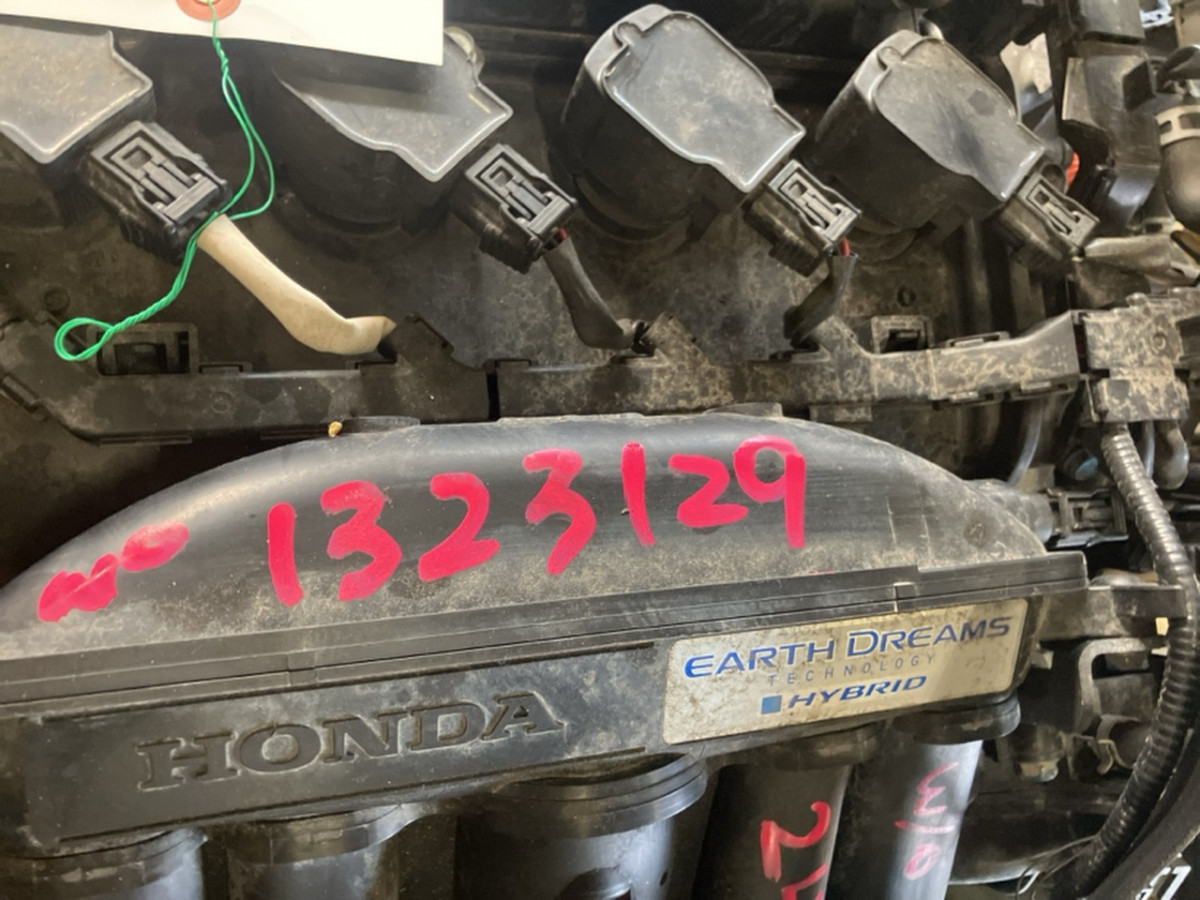 1323129
EARTH DREAMS
TECHNOLOGY
HYBRID
HONDA